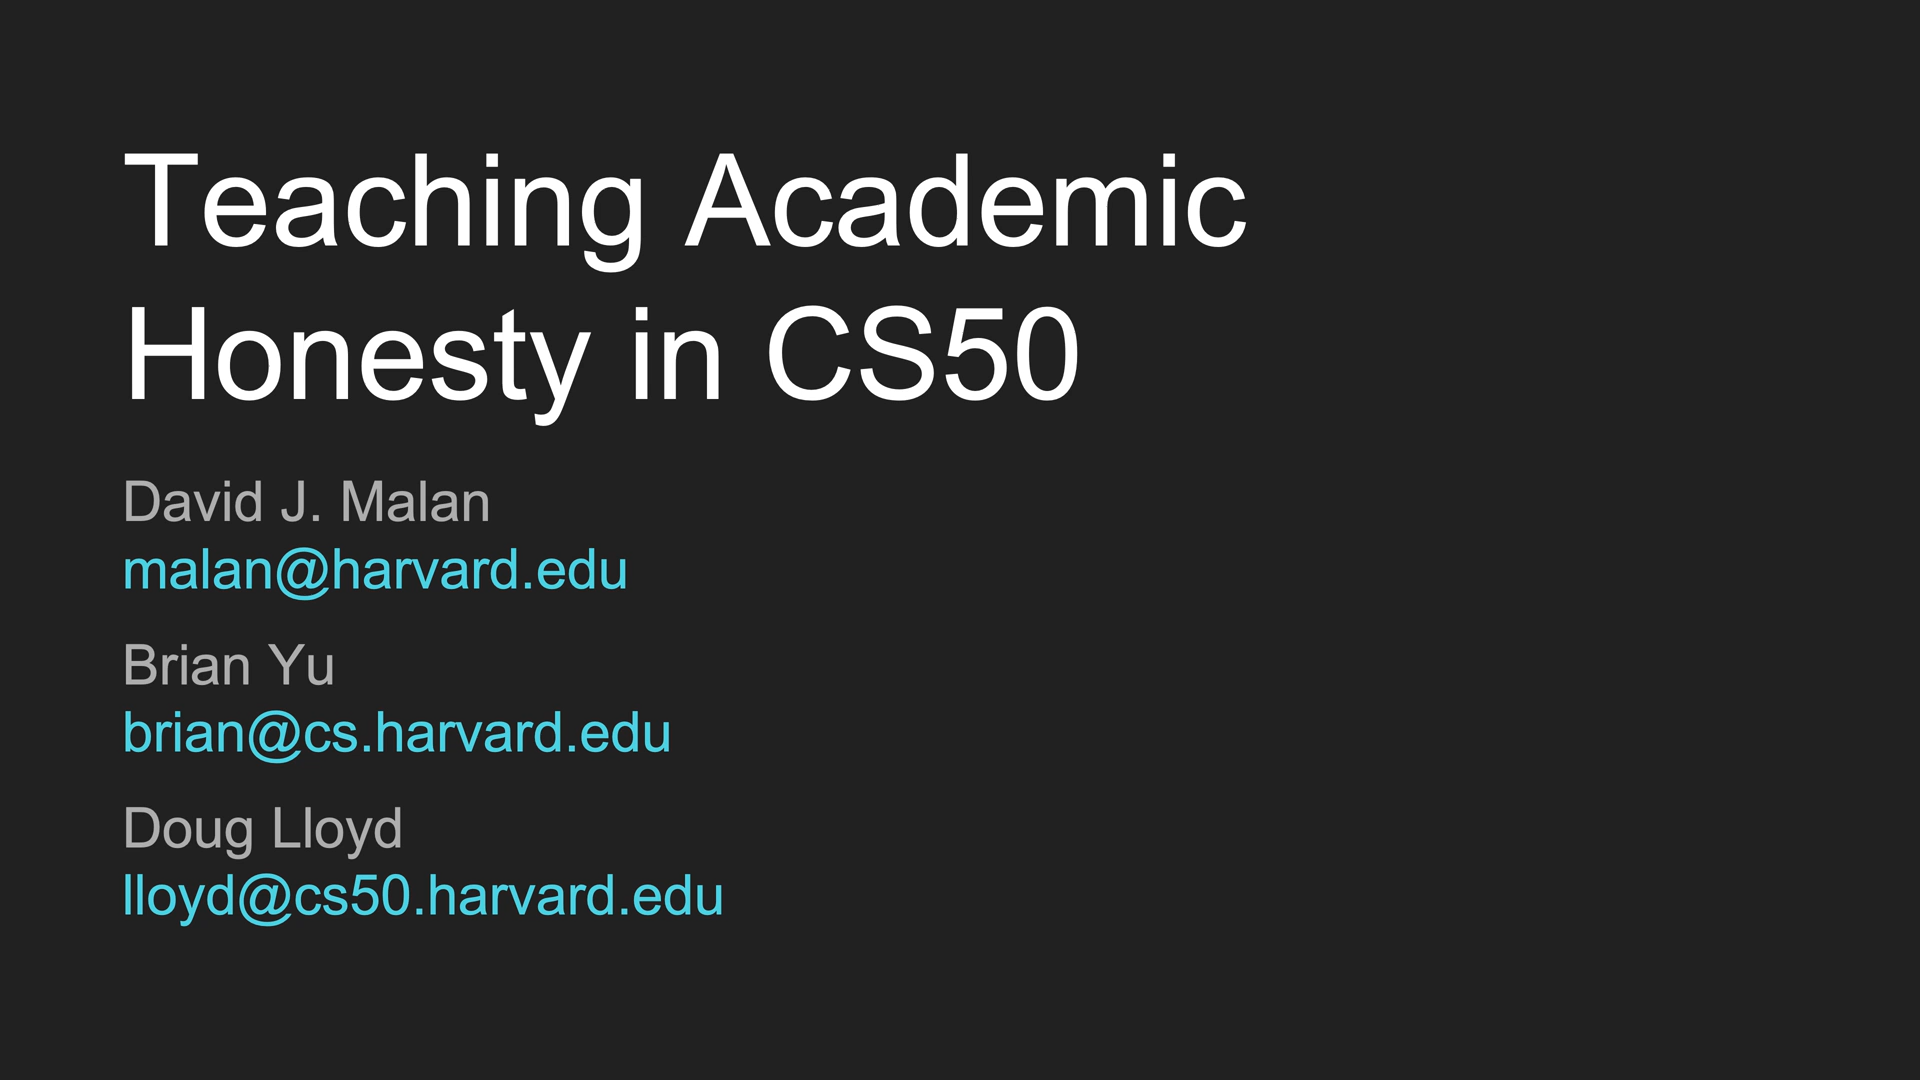 Teaching Academic
Honesty in CS50
David J. Malan
malan@harvard.edu
Brian Yu
brian@cs.harvard.edu
Doug Lloyd
lloyd@cs50.harvard.edu